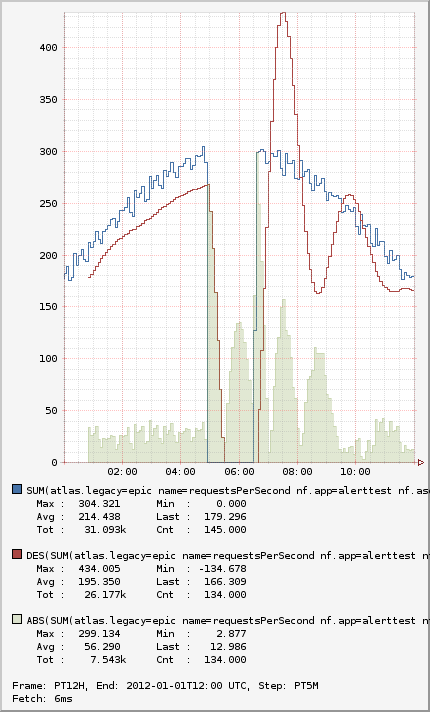 400
350
300
250
200
150
100
50
0
02:00 04:00 06:00 08:00 10:00
SUM(atlas.legacy=epic name=requestsPerSecond nf.app=alerttest nf.as
Max : 304.321 Min : 0.000
Avg : 214.438 Last : 179.296
Tot : 31.093k Cnt : 145.000
DES(SUM(atlas.legacy=epic name=requestsPerSecond nf.app=alerttest n
Max : 434.005 Min : -134.678
Avg : 195.350 Last : 166.309
Tot : 26.177k Cnt : 134.000
ABS(SUM(atlas.legacy=epic name=requestsPerSecond nf.app=alerttest n
Max : 299.134 Min : 2.877
Avg : 56.290 Last : 12.986
Tot : 7.543k Cnt : 134.000
Frame: PT12H, End: 2012-01-01T12:00 UTC, Step: PT5M
Fetch: 6ms